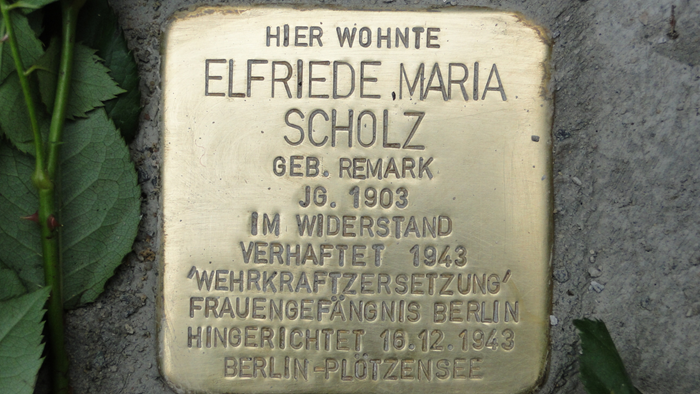 HIER WOHNTE
ELFRIEDE MARIA
SCHOLZ
GEB. REMARK
JG. 1903
IM WIDERSTAND
VERHAFTET 1943
'WEHRKRAFTZERSETZUNG'
FRAUENGEFÄNGNIS BERLIN
HINGERICHTET 16.12.1943
BERLIN-PLÖTZENSEE